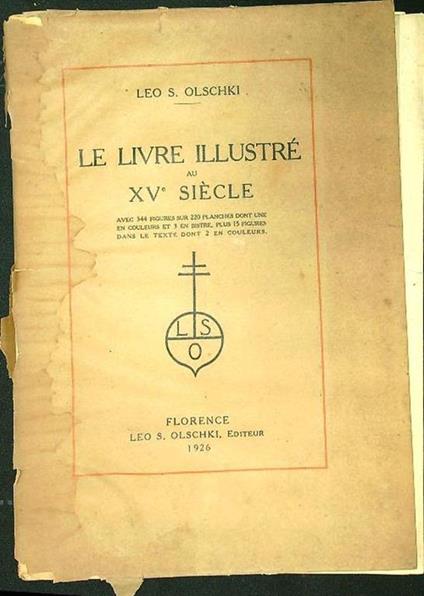 LEO S. OLSCHKI
LE LIVRE ILLUSTRÉ
AU
XVe SIÈCLE
AVEC 344 FIGURES SUR 220 PLANCHES DONT UNE
EN COULEURS ET 3 EN BISTRE, PLUS 15 FIGURES
DANS LE TEXTE DONT 2 EN COULEURS.
L S
O
FLORENCE
LEO S. OLSCHKI, EDITEUR
1926